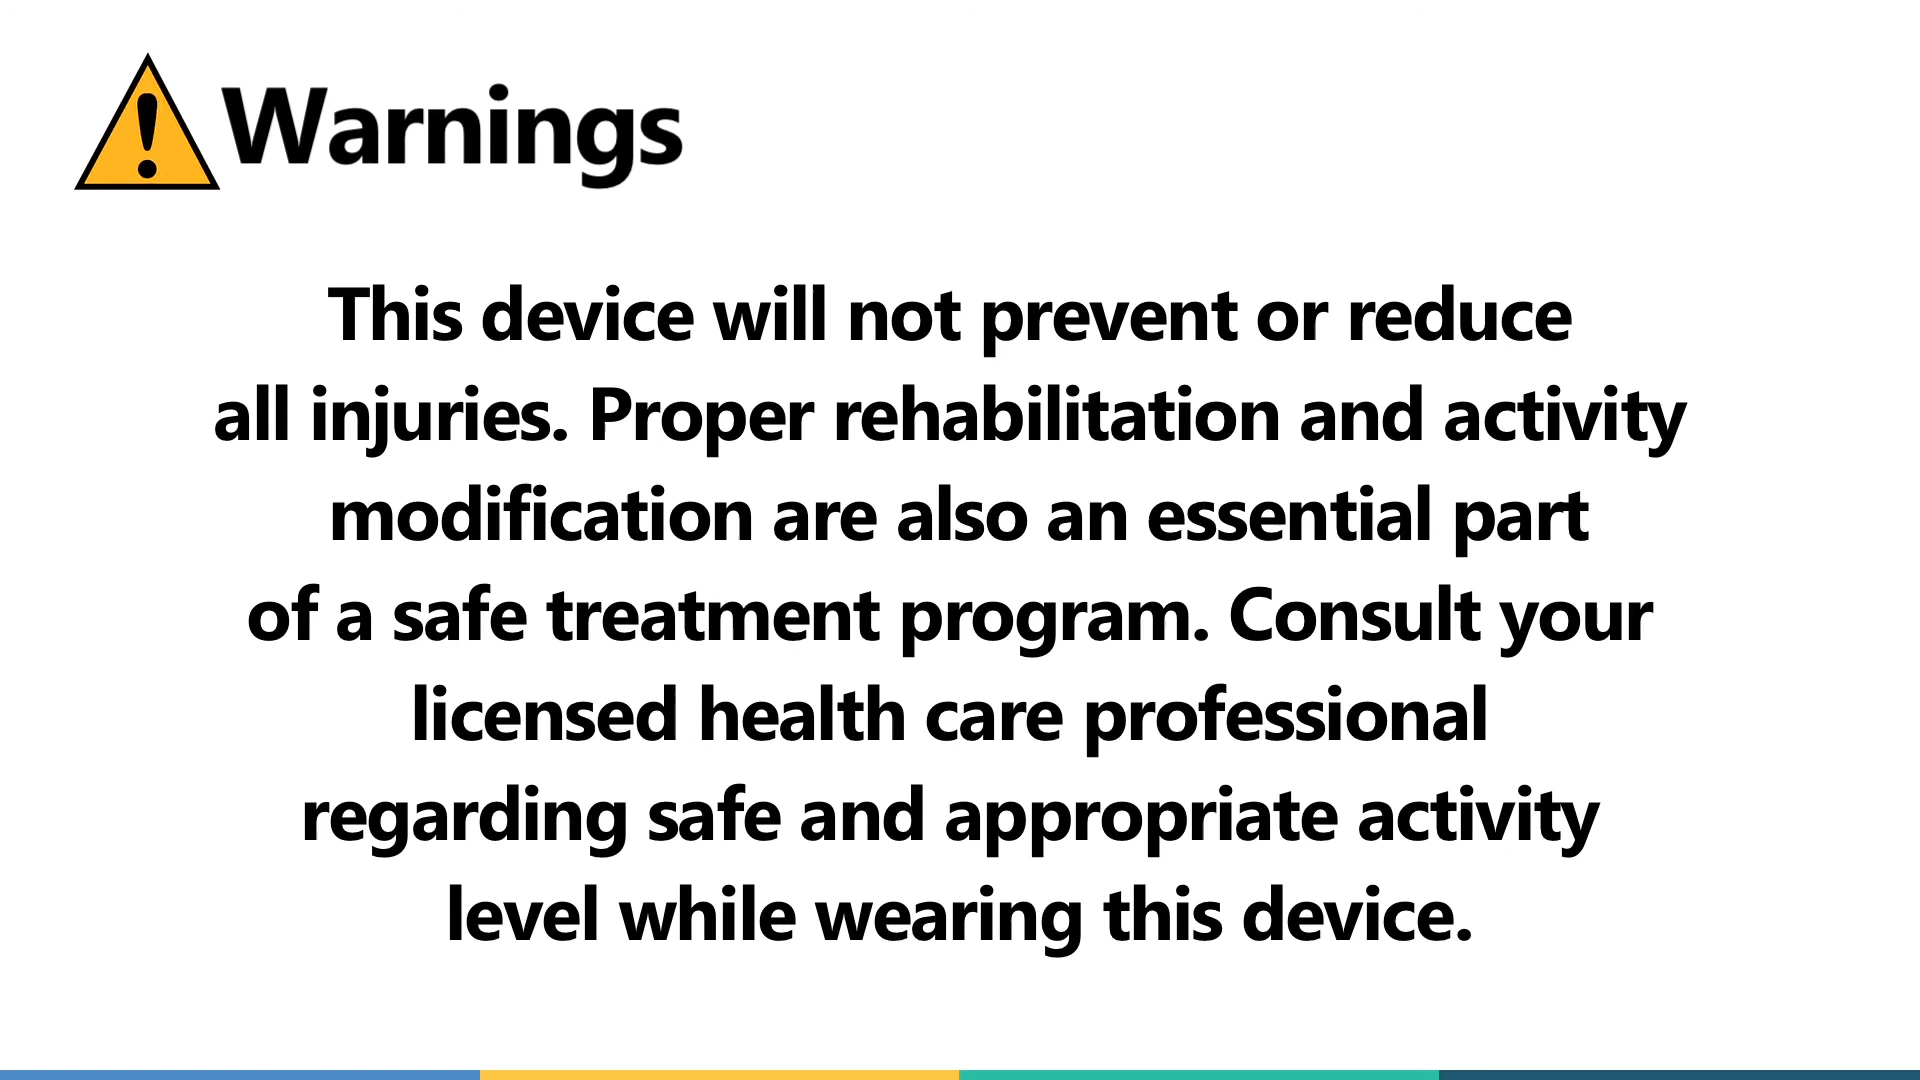 Warnings
This device will not prevent or reduce
all injuries. Proper rehabilitation and activity
modification are also an essential part
of a safe treatment program. Consult your
licensed health care professional
regarding safe and appropriate activity
level while wearing this device.